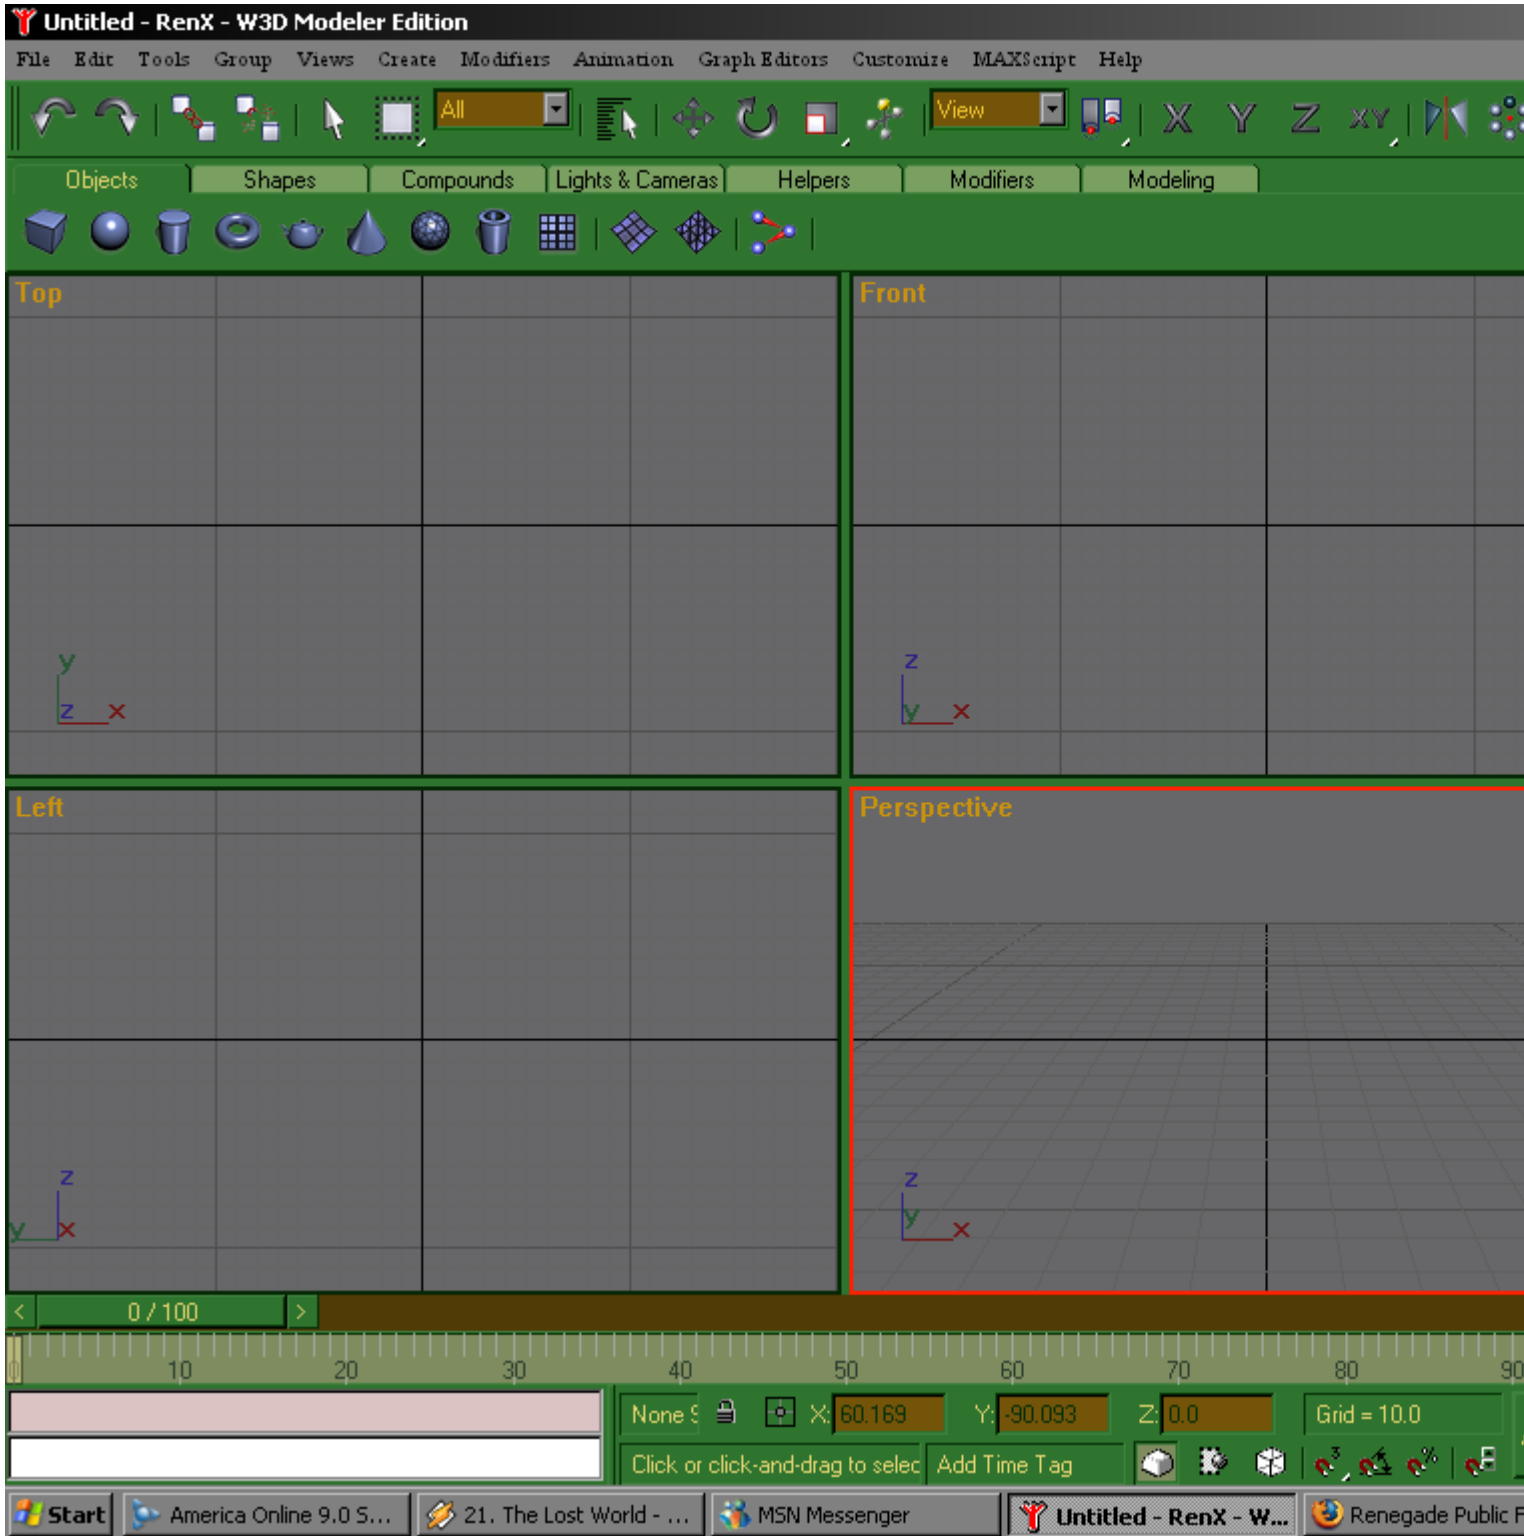 Untitled - RenX - W3D Modeler Edition
File Edit Tools Group Views Create Modifiers Animation Graph Editors Customize MAXScript Help
All View X Y Z XY
Objects Shapes Compounds Lights & Cameras Helpers Modifiers Modeling
Top
Front
y
z x
z
y x
Left
Perspective
z
y x
z
y x
< 0 / 100 >
0 10 20 30 40 50 60 70 80 90
None S X: 60.169 Y: -90.093 Z: 0.0 Grid = 10.0
Click or click-and-drag to selec Add Time Tag 3 %
Start America Online 9.0 S... 21. The Lost World - ... MSN Messenger Untitled - RenX - W... Renegade Public F